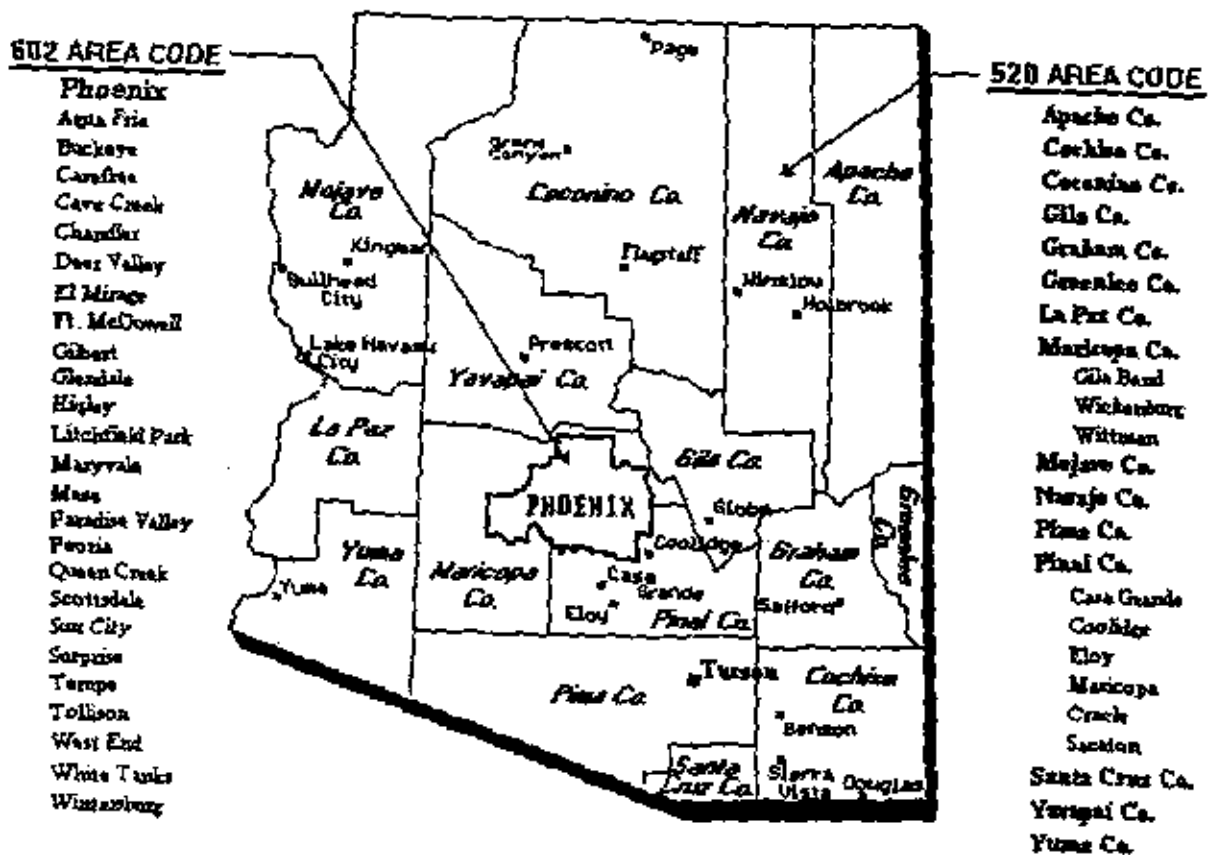 602 AREA CODE
Phoenix
Agua Fria
Buckeye
Carefree
Cave Creek
Chandler
Deer Valley
El Mirage
Ft. McDowell
Gilbert
Glendale
Higley
Litchfield Park
Maryvale
Mesa
Paradise Valley
Peoria
Queen Creek
Scottsdale
Sun City
Surprise
Tempe
Tollison
West End
White Tanks
Wintersburg
Page
Grand
Canyon
Mojave
Co.
Coconino Co.
Navajo
Co.
Apache
Co.
Kingman
Bullhead
City
Flagstaff
Winslow
Holbrook
Lake Havasu
City
Prescott
Yavapai Co.
La Paz
Co.
Gila Co.
PHOENIX
Globe
Greenlee
Co.
Yuma
Co.
Yuma
Maricopa
Co.
Coolidge
Casa
Grande
Eloy
Pinal Co.
Graham
Co.
Safford
Tucson
Pima Co.
Cochise
Co.
Benson
Santa
Cruz Co.
Sierra
Vista
Douglas
520 AREA CODE
Apache Co.
Cochise Co.
Coconino Co.
Gila Co.
Graham Co.
Greenlee Co.
La Paz Co.
Maricopa Co.
Gila Bend
Wickenburg
Wittman
Mojave Co.
Navajo Co.
Pima Co.
Pinal Co.
Casa Grande
Coolidge
Eloy
Maricopa
Oracle
Sacaton
Santa Cruz Co.
Yavapai Co.
Yuma Co.